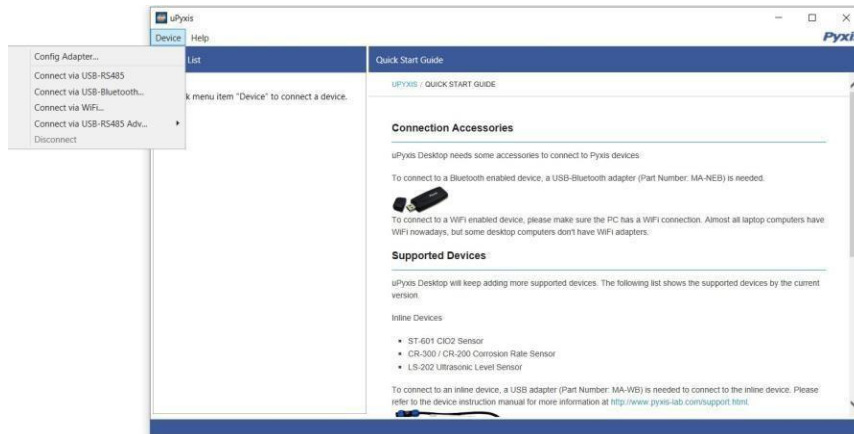 uPyxis
Device Help
Config Adapter...
Connect via USB-RS485
Connect via USB-Bluetooth...
Connect via WiFi...
Connect via USB-RS485 Adv...
Disconnect
List
menu item "Device" to connect a device.
Quick Start Guide
UPYXIS / QUICK START GUIDE
Connection Accessories
uPyxis Desktop needs some accessories to connect to Pyxis devices.
To connect to a Bluetooth enabled device, a USB-Bluetooth adapter (Part Number: MA-NEB) is needed.
To connect to a WiFi enabled device, please make sure the PC has a WiFi connection. Almost all laptop computers have
WiFi nowadays, but some desktop computers don't have WiFi adapters.
Supported Devices
uPyxis Desktop will keep adding more supported devices. The following list shows the supported devices by the current
version.
Inline Devices
ST-601 ClO2 Sensor
CR-300 / CR-200 Corrosion Rate Sensor
LS-202 Ultrasonic Level Sensor
To connect to an inline device, a USB adapter (Part Number: MA-WB) is needed to connect to the inline device. Please
refer to the device instruction manual for more information at http://www.pyxis-lab.com/support.html.